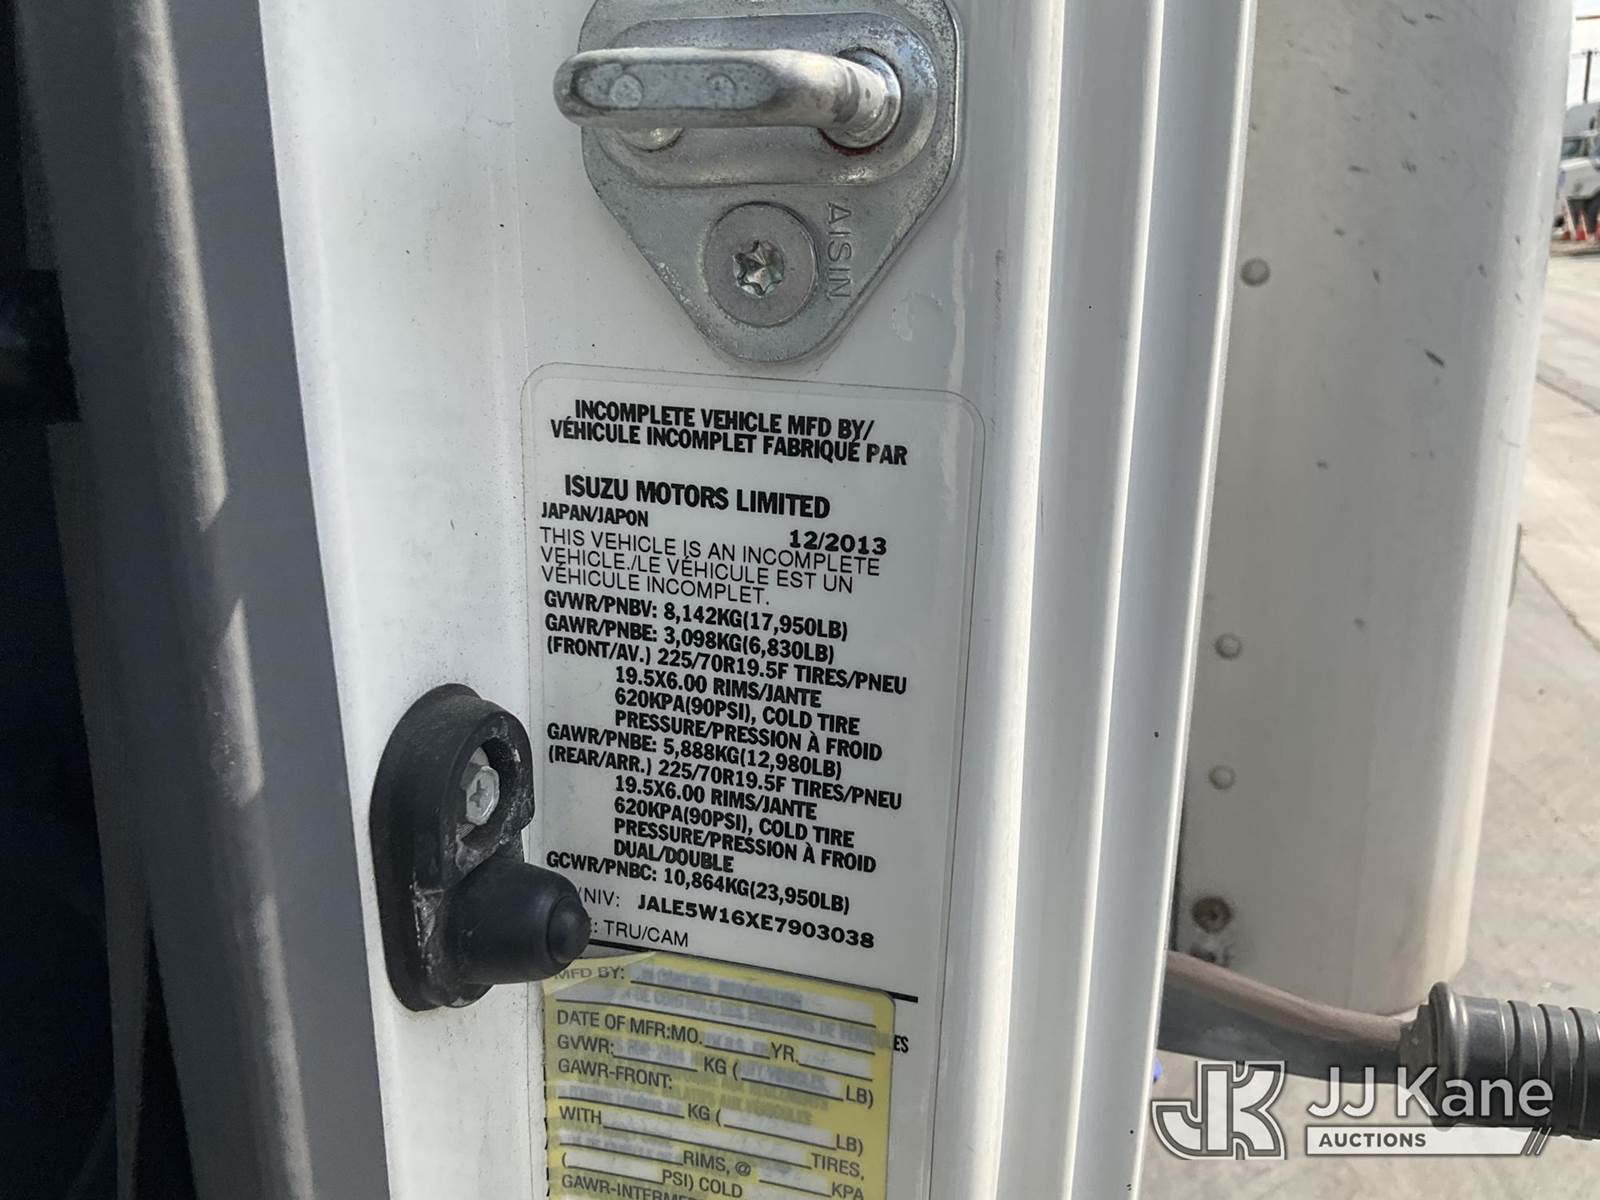 AISIN
INCOMPLETE VEHICLE MFD BY/
VÉHICULE INCOMPLET FABRIQUÉ PAR
ISUZU MOTORS LIMITED
JAPAN/JAPON
12/2013
THIS VEHICLE IS AN INCOMPLETE
VEHICLE./LE VÉHICULE EST UN
VÉHICULE INCOMPLET.
GVWR/PNBV: 8,142KG(17,950LB)
GAWR/PNBE: 3,098KG(6,830LB)
(FRONT/AV.) 225/70R19.5F TIRES/PNEU
19.5X6.00 RIMS/JANTE
620KPA(90PSI), COLD TIRE
PRESSURE/PRESSION À FROID
GAWR/PNBE: 5,888KG(12,980LB)
(REAR/ARR.) 225/70R19.5F TIRES/PNEU
19.5X6.00 RIMS/JANTE
620KPA(90PSI), COLD TIRE
PRESSURE/PRESSION À FROID
DUAL/DOUBLE
GCWR/PNBC: 10,864KG(23,950LB)
/NIV: JALE5W16XE7903038
: TRU/CAM
MFD BY:
DATE OF MFR:MO. YR.
GVWR: KG ( LB)
GAWR-FRONT:
KG ( LB)
WITH TIRES,
RIMS, @ KPA
( PSI) COLD
GAWR-INTERME
JK JJ Kane
AUCTIONS